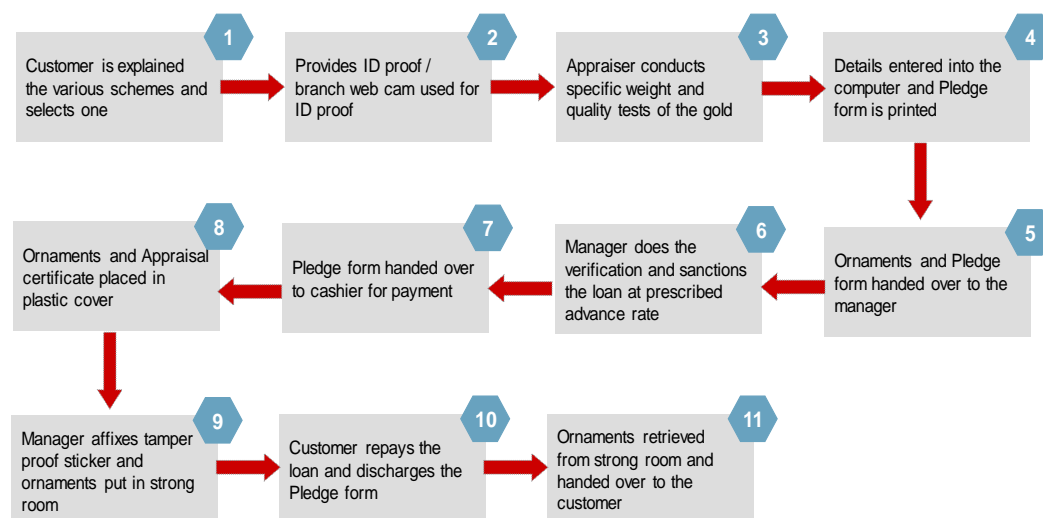 1
Customer is explained
the various schemes and
selects one
2
Provides ID proof /
branch web cam used for
ID proof
3
Appraiser conducts
specific weight and
quality tests of the gold
4
Details entered into the
computer and Pledge
form is printed
5
Ornaments and Pledge
form handed over to the
manager
6
Manager does the
verification and sanctions
the loan at prescribed
advance rate
7
Pledge form handed over
to cashier for payment
8
Ornaments and Appraisal
certificate placed in
plastic cover
9
Manager affixes tamper
proof sticker and
ornaments put in strong
room
10
Customer repays the
loan and discharges the
Pledge form
11
Ornaments retrieved
from strong room and
handed over to the
customer